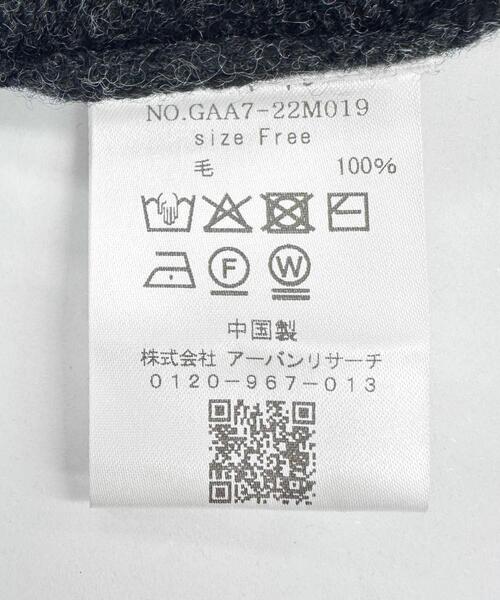 NO.GAA7-22M019
size Free
毛 100%
F W
中国製
株式会社 アーバンリサーチ
0120-967-013